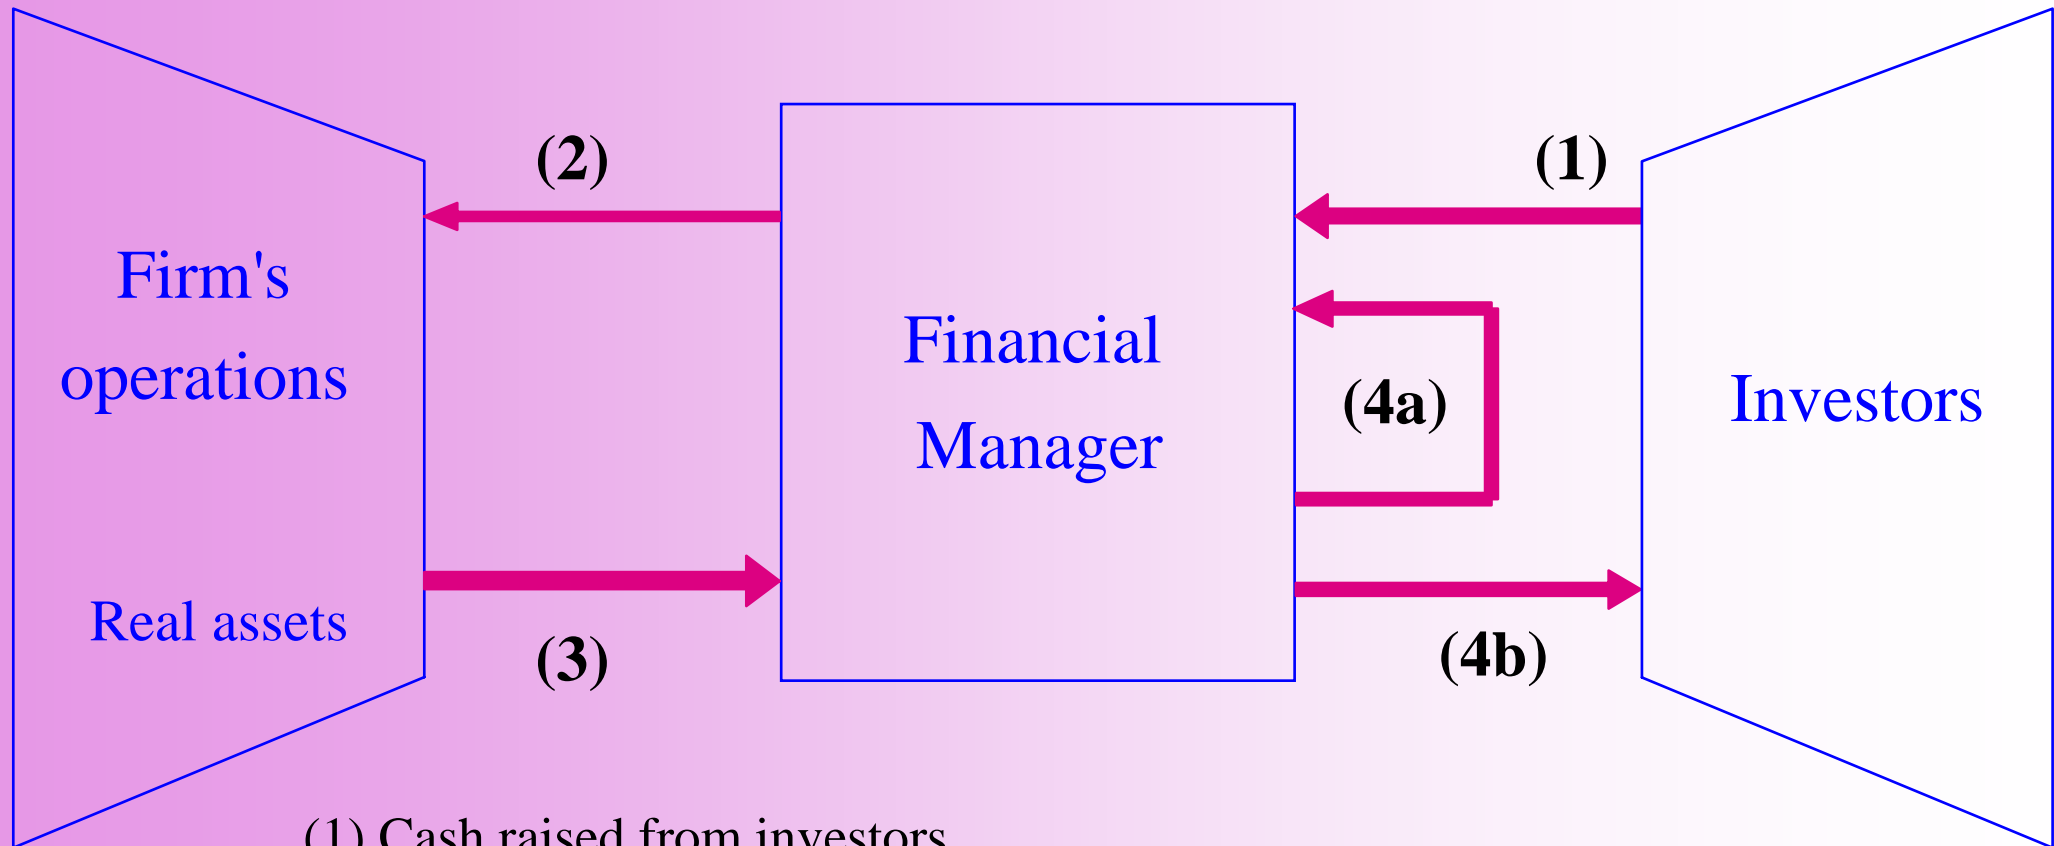 (2)
(1)
Firm's
operations
Financial
Manager
(4a)
Investors
Real assets
(3)
(4b)
(1) Cash raised from investors